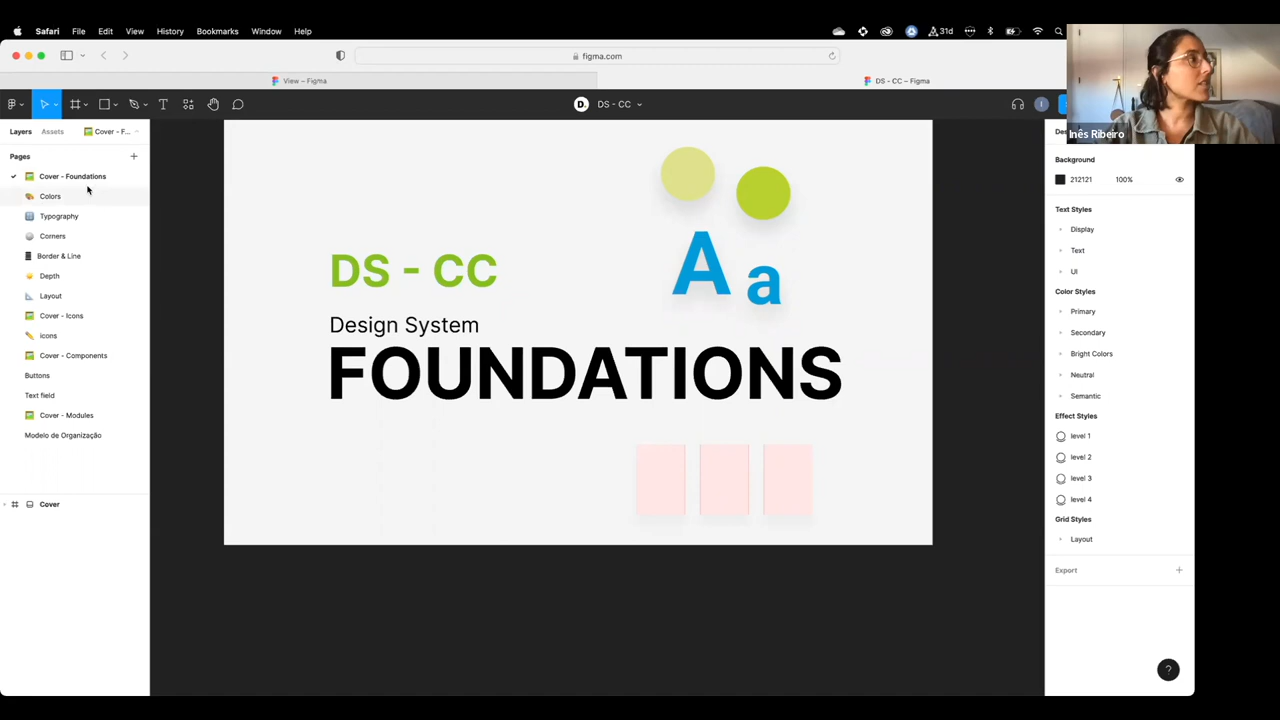 Safari File Edit View History Bookmarks Window Help 31d
figma.com
View – Figma DS - CC – Figma
DS - CC
Inês Ribeiro
Layers Assets Cover - F...
Pages
Cover - Foundations
Colors
Typography
Corners
Border & Line
Depth
Layout
Cover - Icons
icons
Cover - Components
Buttons
Text field
Cover - Modules
Modelo de Organização
Cover
DS - CC
Design System
FOUNDATIONS
A a
Background
212121 100%
Text Styles
Display
Text
UI
Color Styles
Primary
Secondary
Bright Colors
Neutral
Semantic
Effect Styles
level 1
level 2
level 3
level 4
Grid Styles
Layout
Export
?